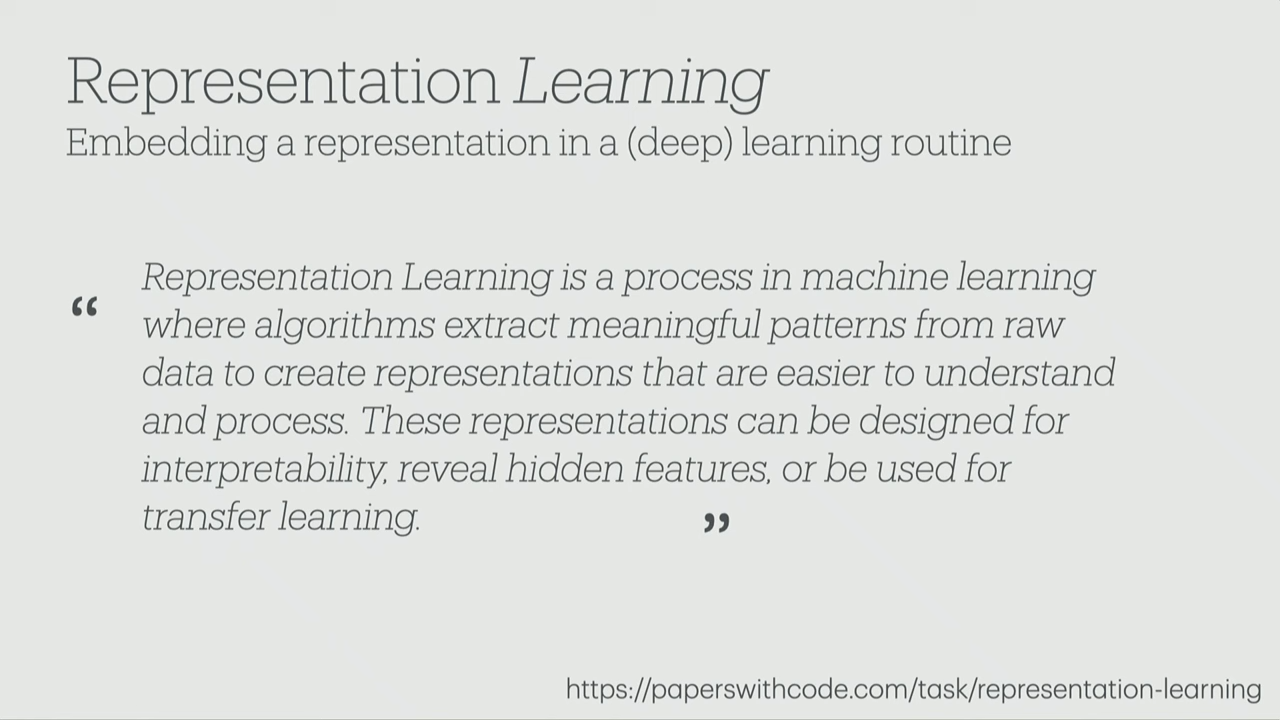 Representation Learning
Embedding a representation in a (deep) learning routine
“
Representation Learning is a process in machine learning
where algorithms extract meaningful patterns from raw
data to create representations that are easier to understand
and process. These representations can be designed for
interpretability, reveal hidden features, or be used for
transfer learning.
”
https://paperswithcode.com/task/representation-learning